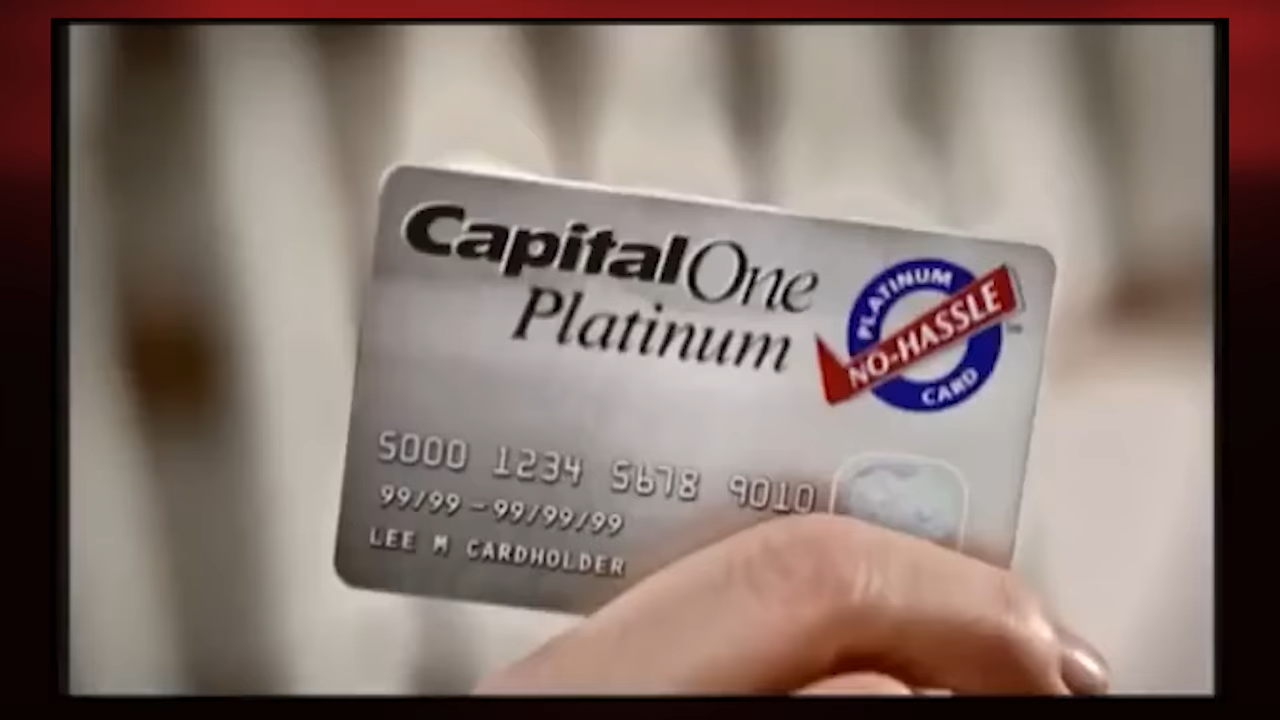 CapitalOne
Platinum
PLATINUM
NO-HASSLE
CARD
5000 1234 5678 9010
99/99 – 99/99/99
LEE M CARDHOLDER